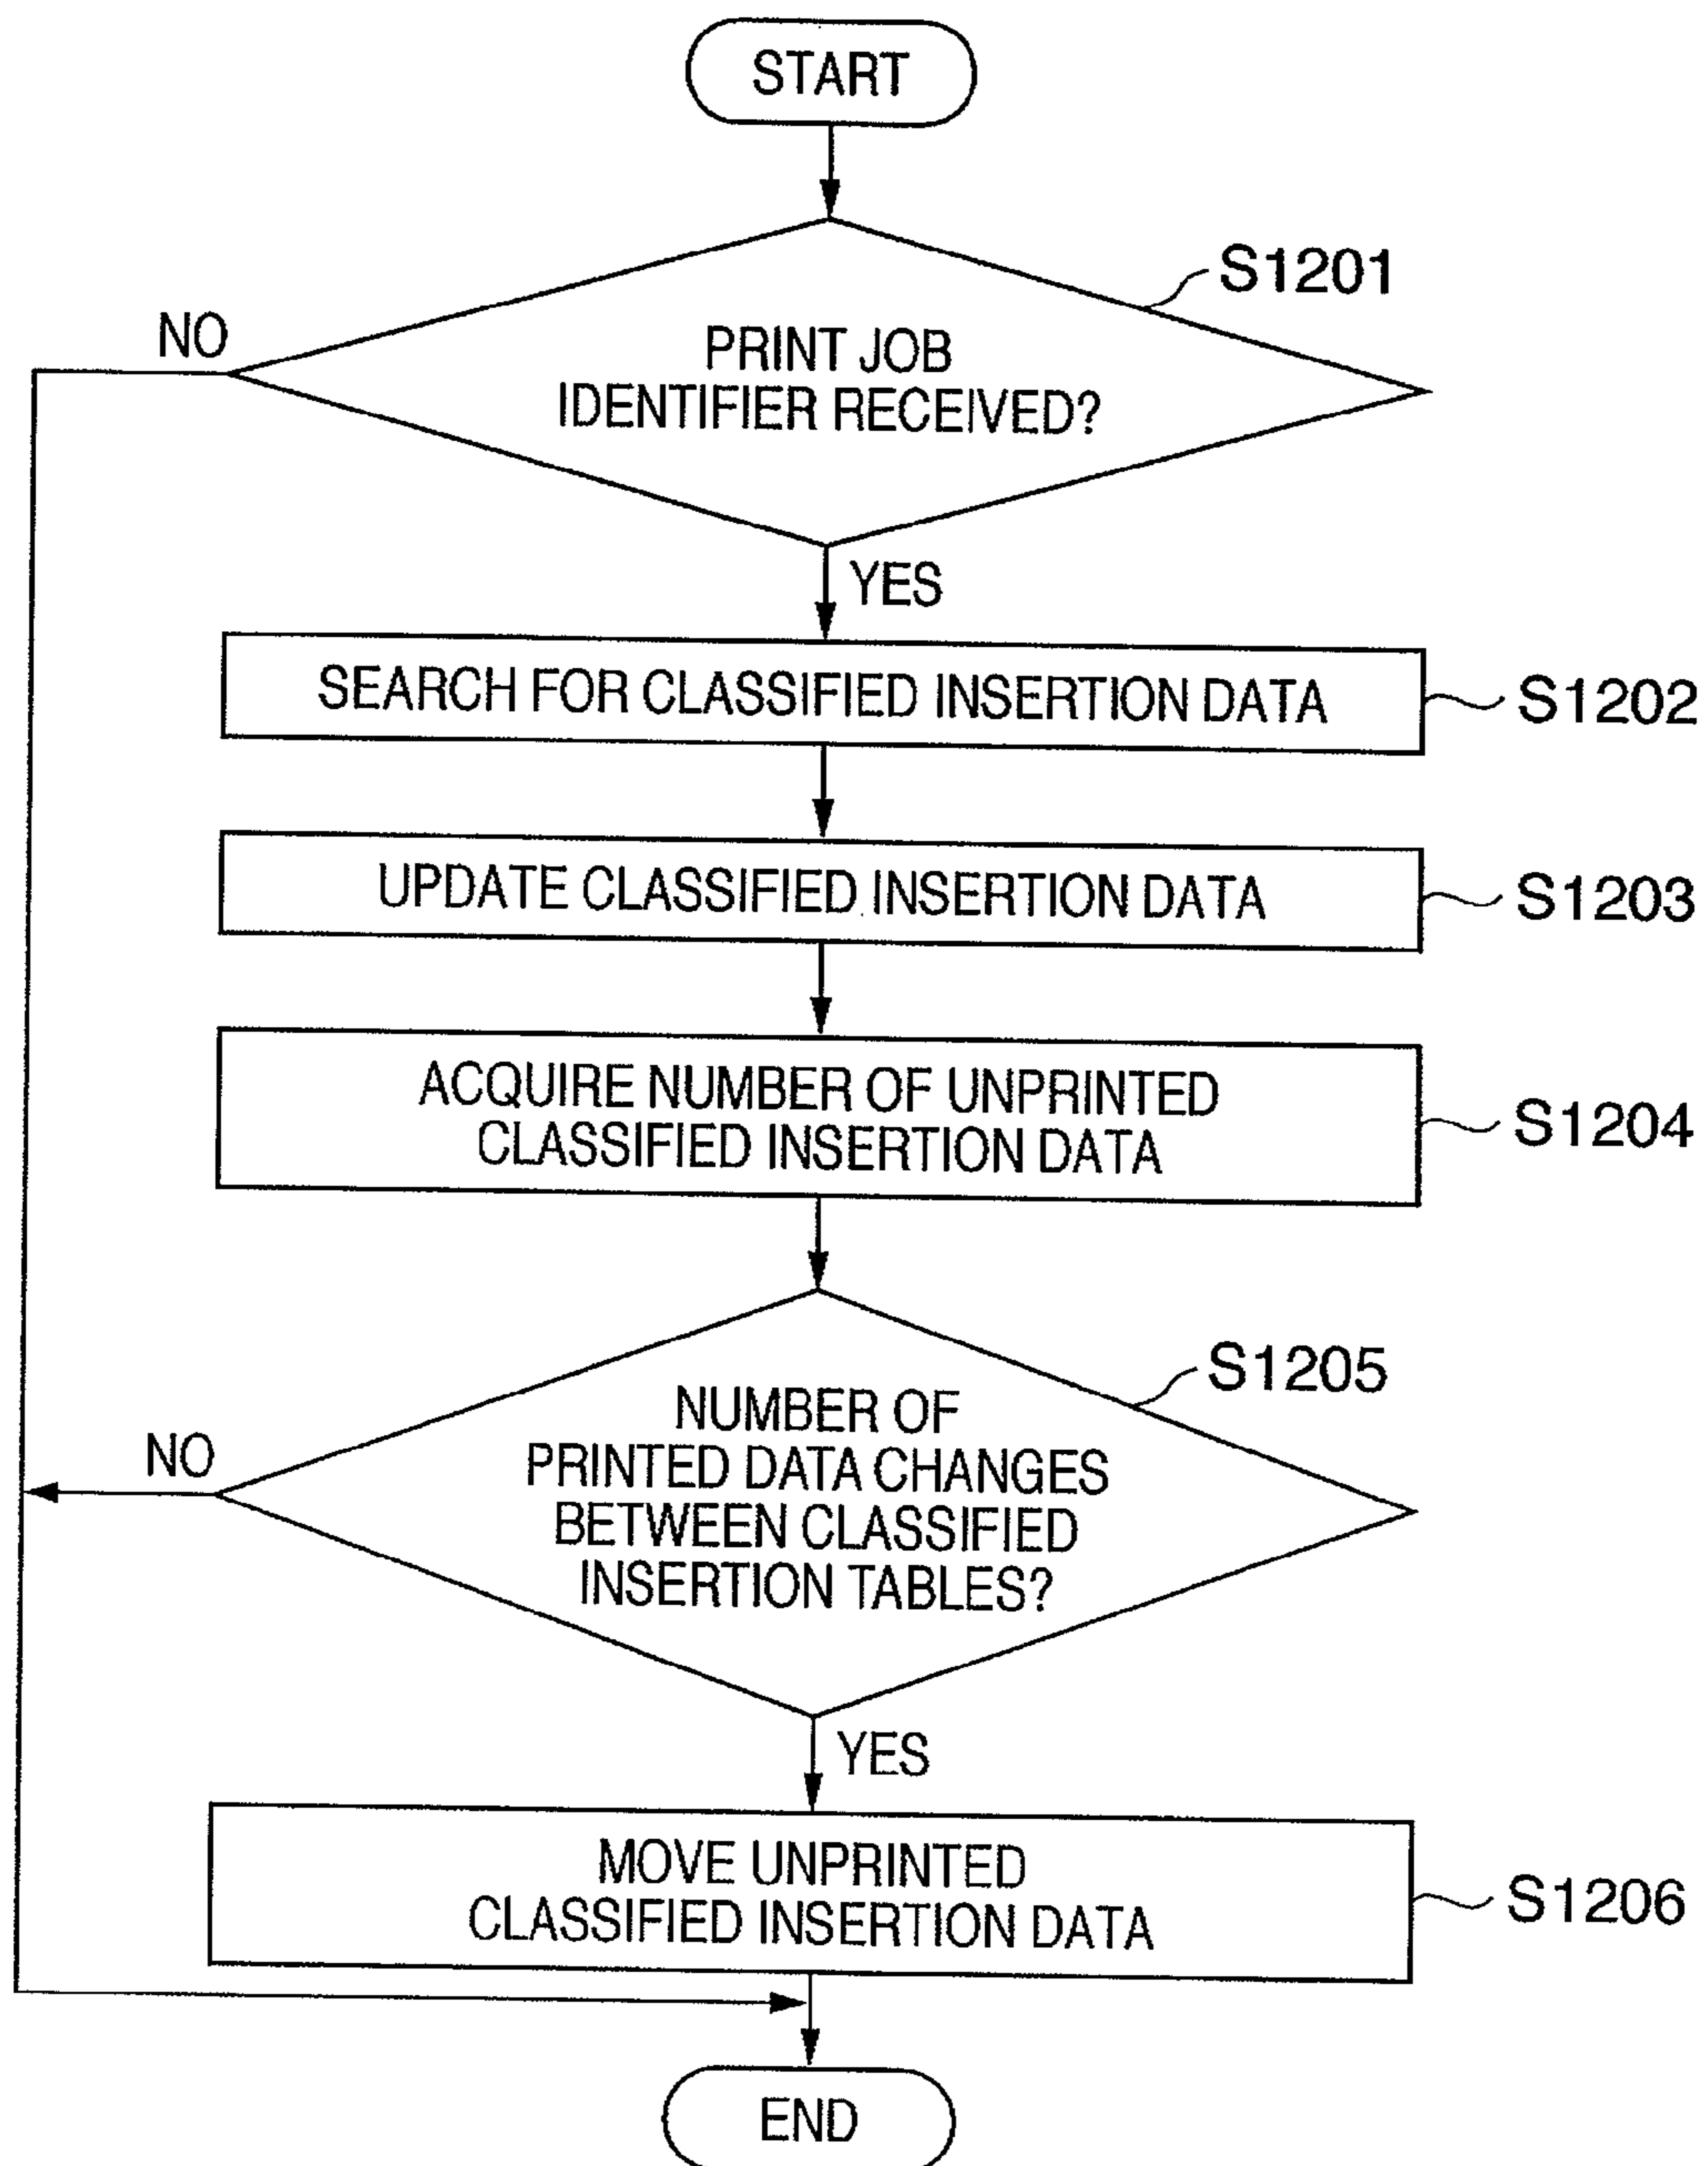 START
S1201
NO
PRINT JOB
IDENTIFIER RECEIVED?
YES
SEARCH FOR CLASSIFIED INSERTION DATA
S1202
UPDATE CLASSIFIED INSERTION DATA
S1203
ACQUIRE NUMBER OF UNPRINTED
CLASSIFIED INSERTION DATA
S1204
S1205
NUMBER OF
PRINTED DATA CHANGES
BETWEEN CLASSIFIED
INSERTION TABLES?
NO
YES
MOVE UNPRINTED
CLASSIFIED INSERTION DATA
S1206
END